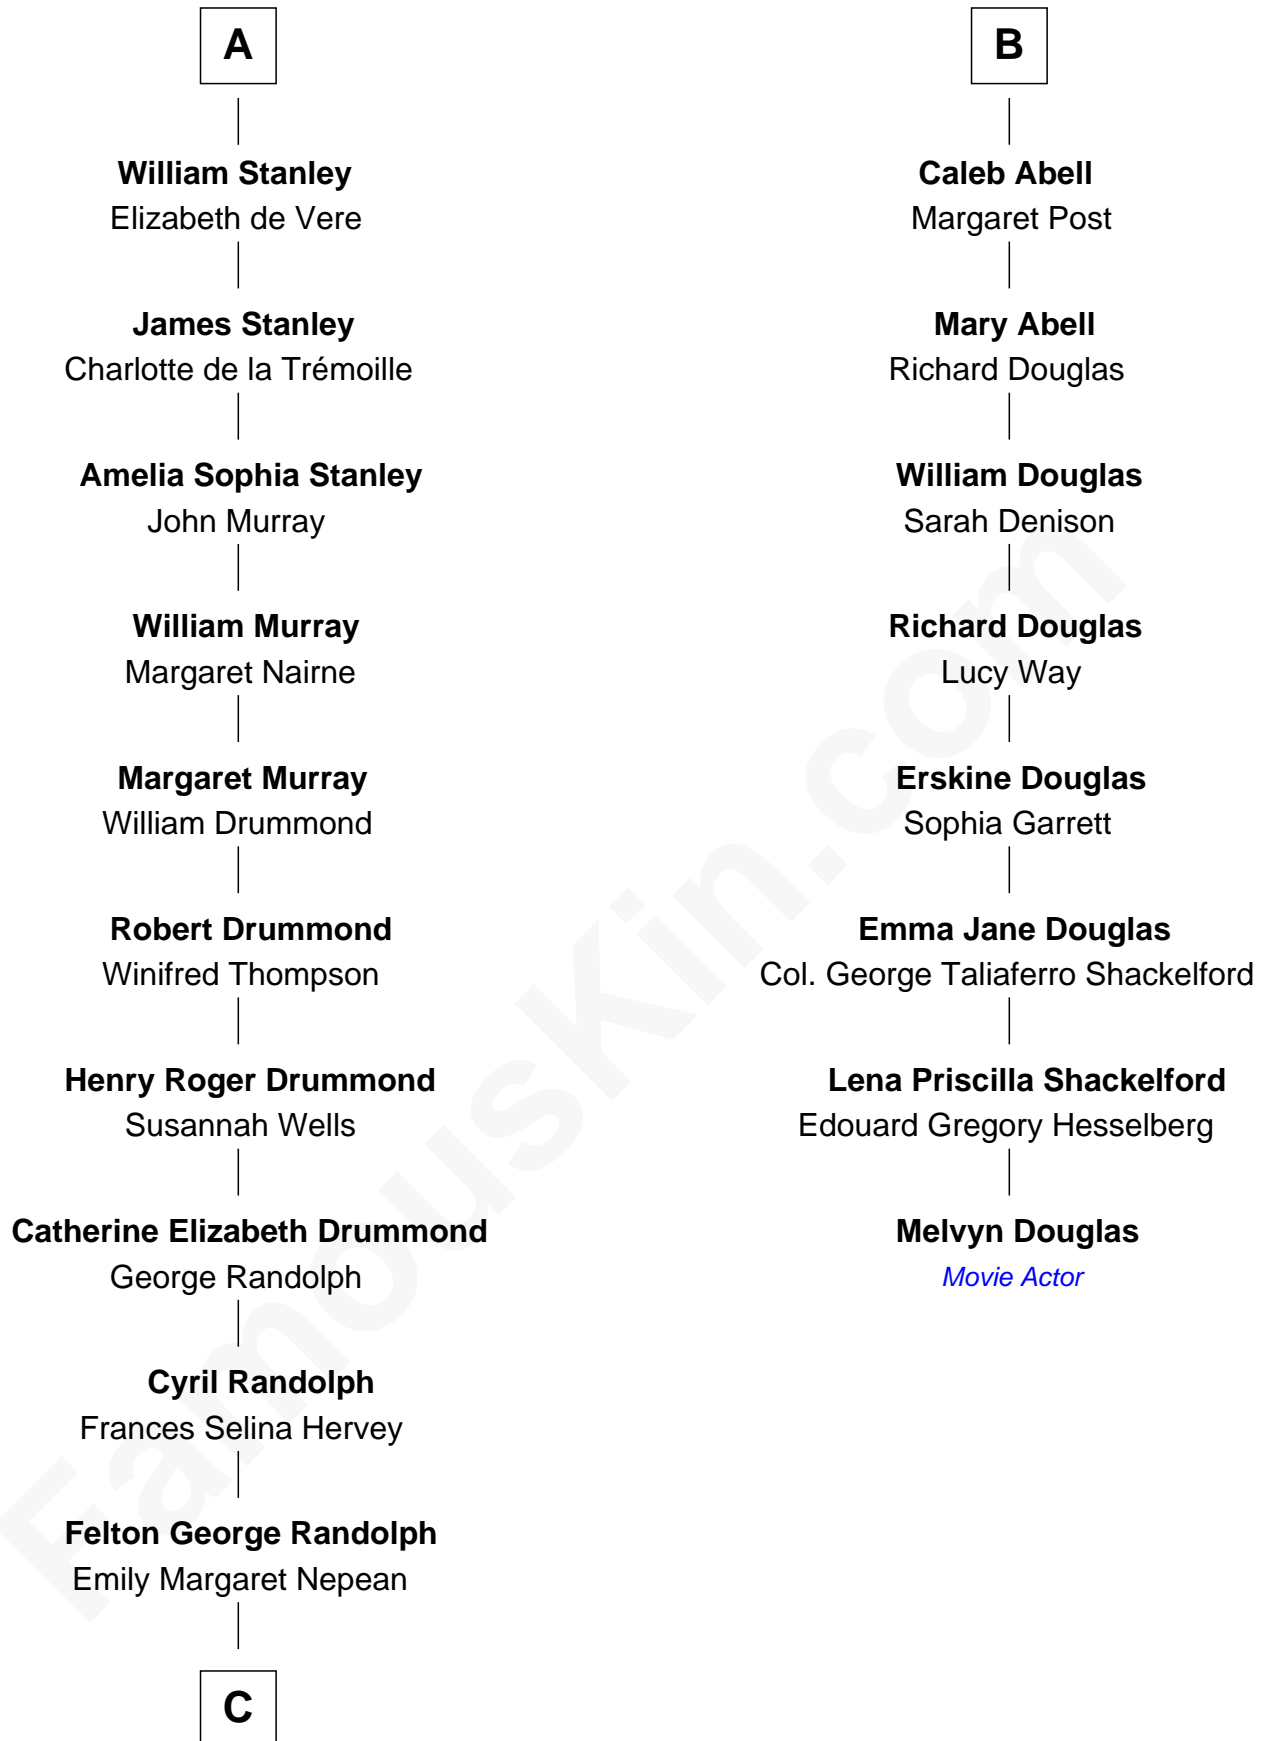 A
William Stanley
Elizabeth de Vere
James Stanley
Charlotte de la Trémoille
Amelia Sophia Stanley
John Murray
William Murray
Margaret Nairne
Margaret Murray
William Drummond
Robert Drummond
Winifred Thompson
Henry Roger Drummond
Susannah Wells
Catherine Elizabeth Drummond
George Randolph
Cyril Randolph
Frances Selina Hervey
Felton George Randolph
Emily Margaret Nepean
C
B
Caleb Abell
Margaret Post
Mary Abell
Richard Douglas
William Douglas
Sarah Denison
Richard Douglas
Lucy Way
Erskine Douglas
Sophia Garrett
Emma Jane Douglas
Col. George Taliaferro Shackelford
Lena Priscilla Shackelford
Edouard Gregory Hesselberg
Melvyn Douglas
Movie Actor
FamousKin.com